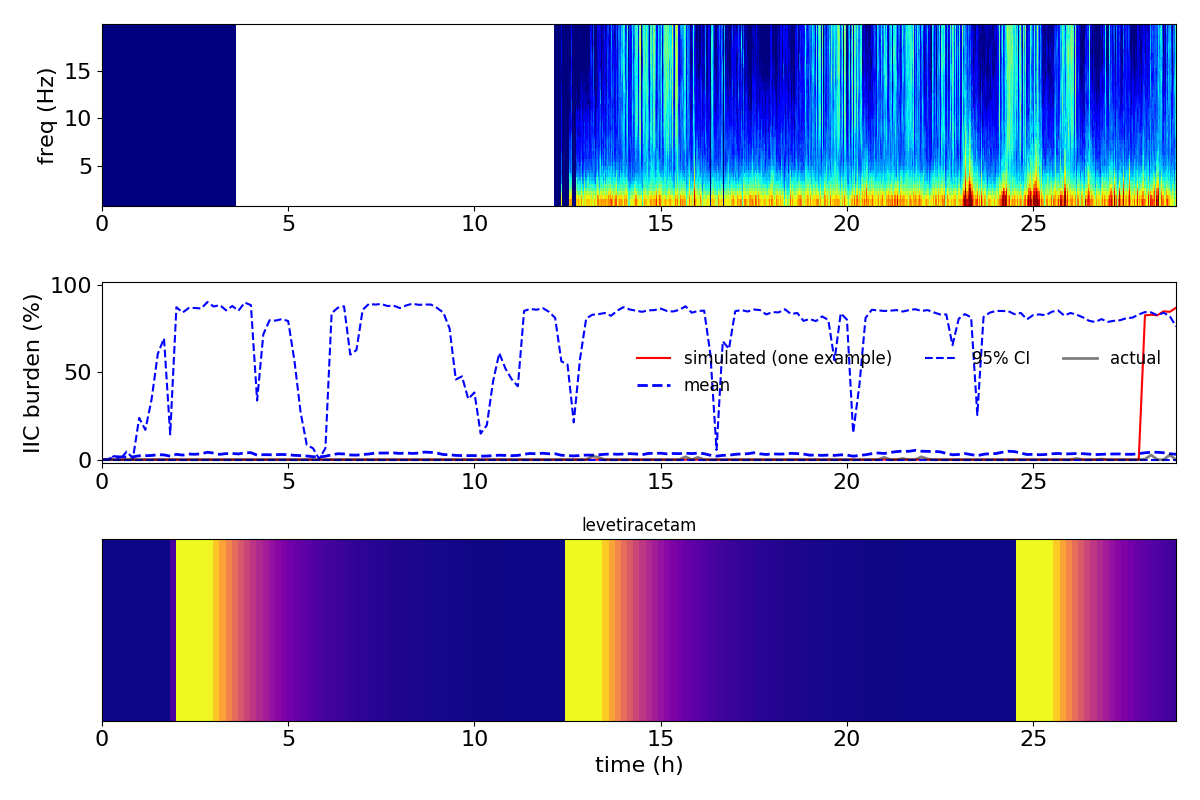 15
10
5
freq (Hz)
0 5 10 15 20 25
100
50
0
IIC burden (%)
simulated (one example) 95% CI actual
mean
0 5 10 15 20 25
levetiracetam
0 5 10 15 20 25
time (h)